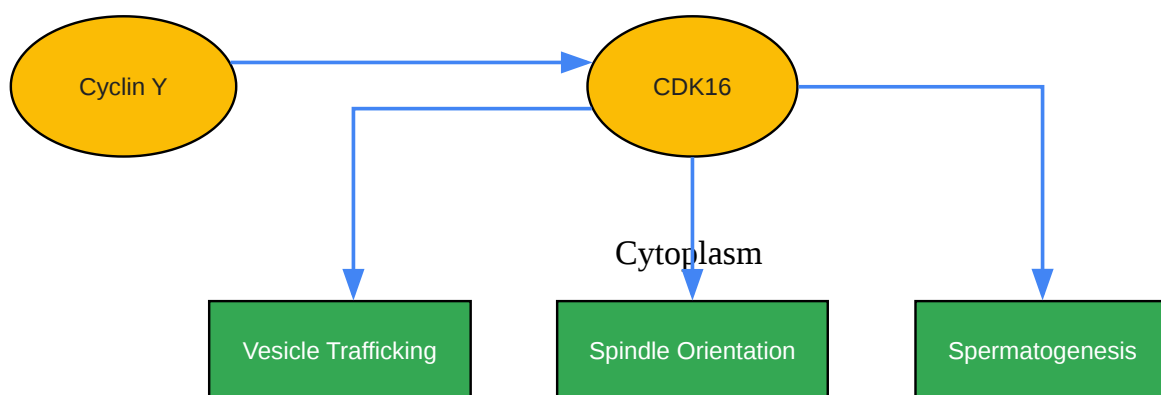 Cyclin Y
CDK16
Cytoplasm
Vesicle Trafficking
Spindle Orientation
Spermatogenesis